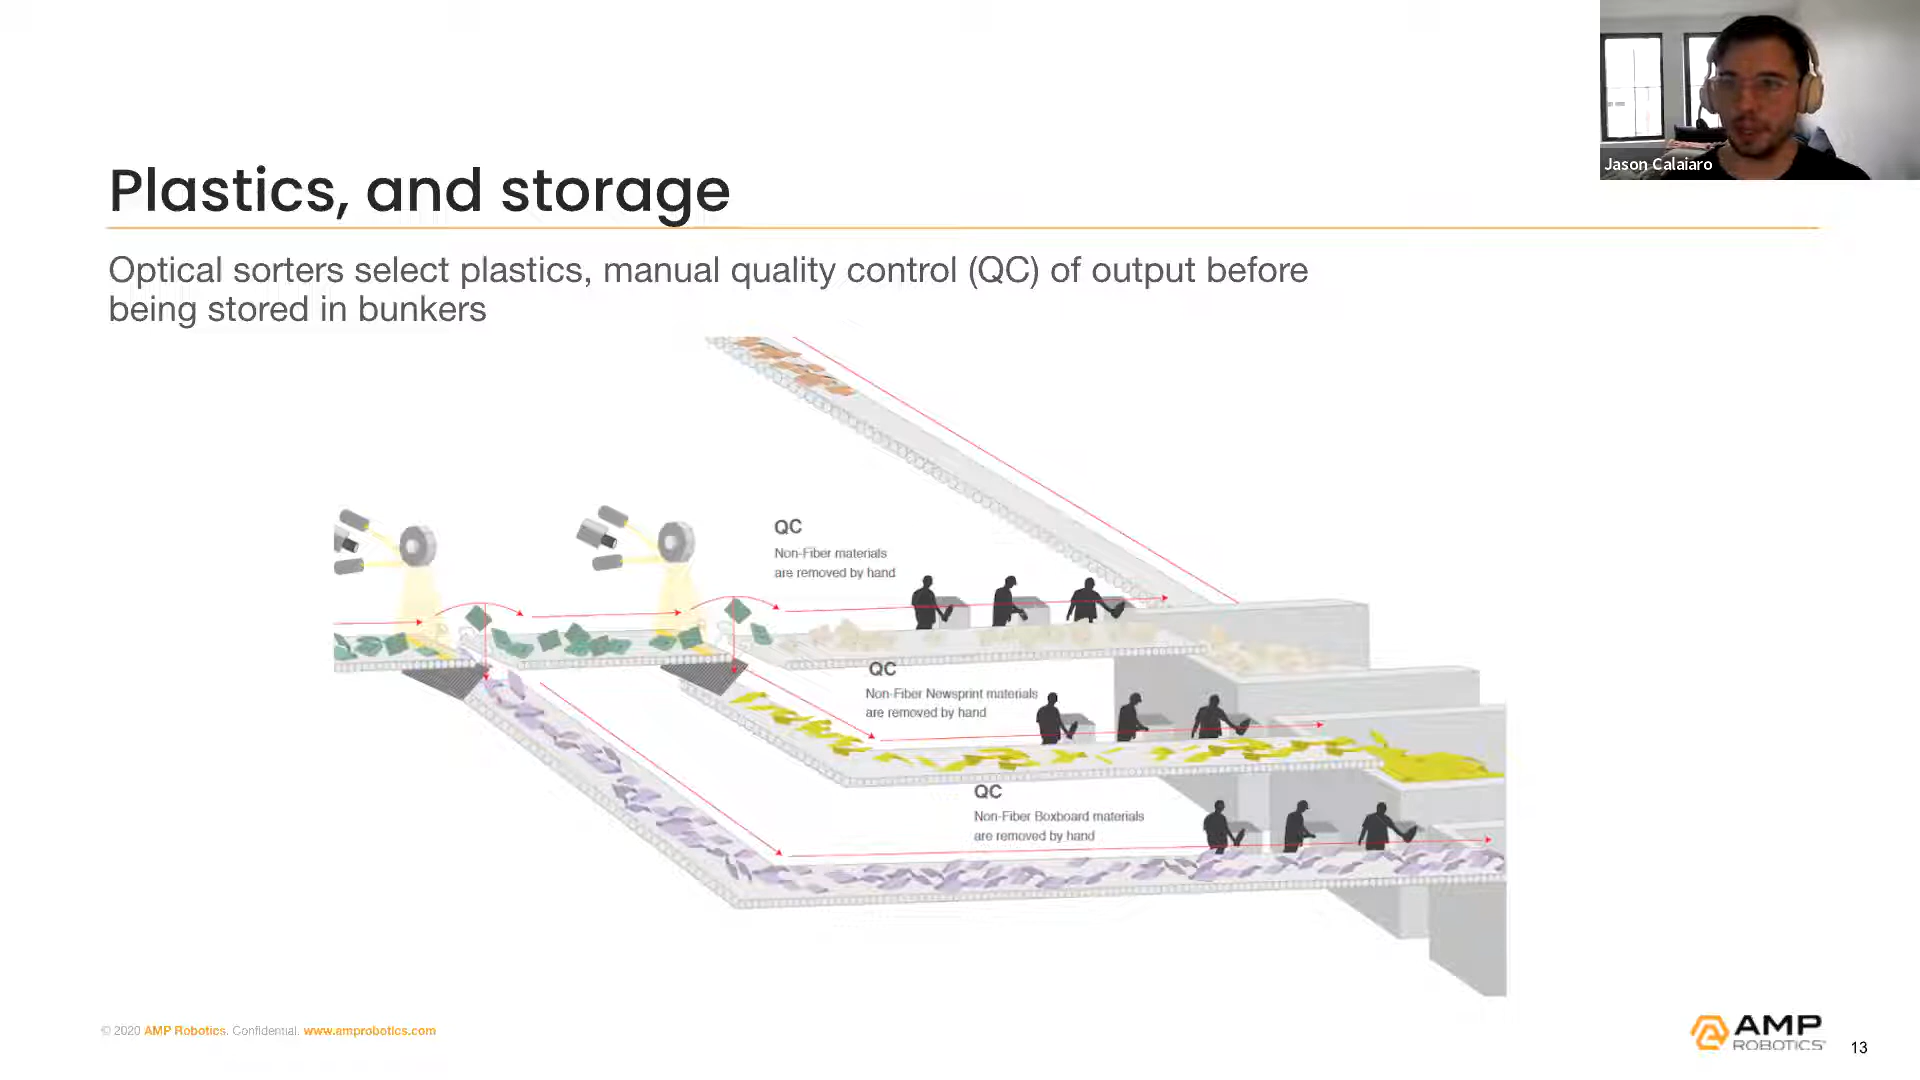 Jason Calaiaro
Plastics, and storage
Optical sorters select plastics, manual quality control (QC) of output before
being stored in bunkers
QC
Non-Fiber materials
are removed by hand
QC
Non-Fiber Newsprint materials
are removed by hand
QC
Non-Fiber Boxboard materials
are removed by hand
© 2020 AMP Robotics. Confidential. www.amprobotics.com
AMP
ROBOTICS
13